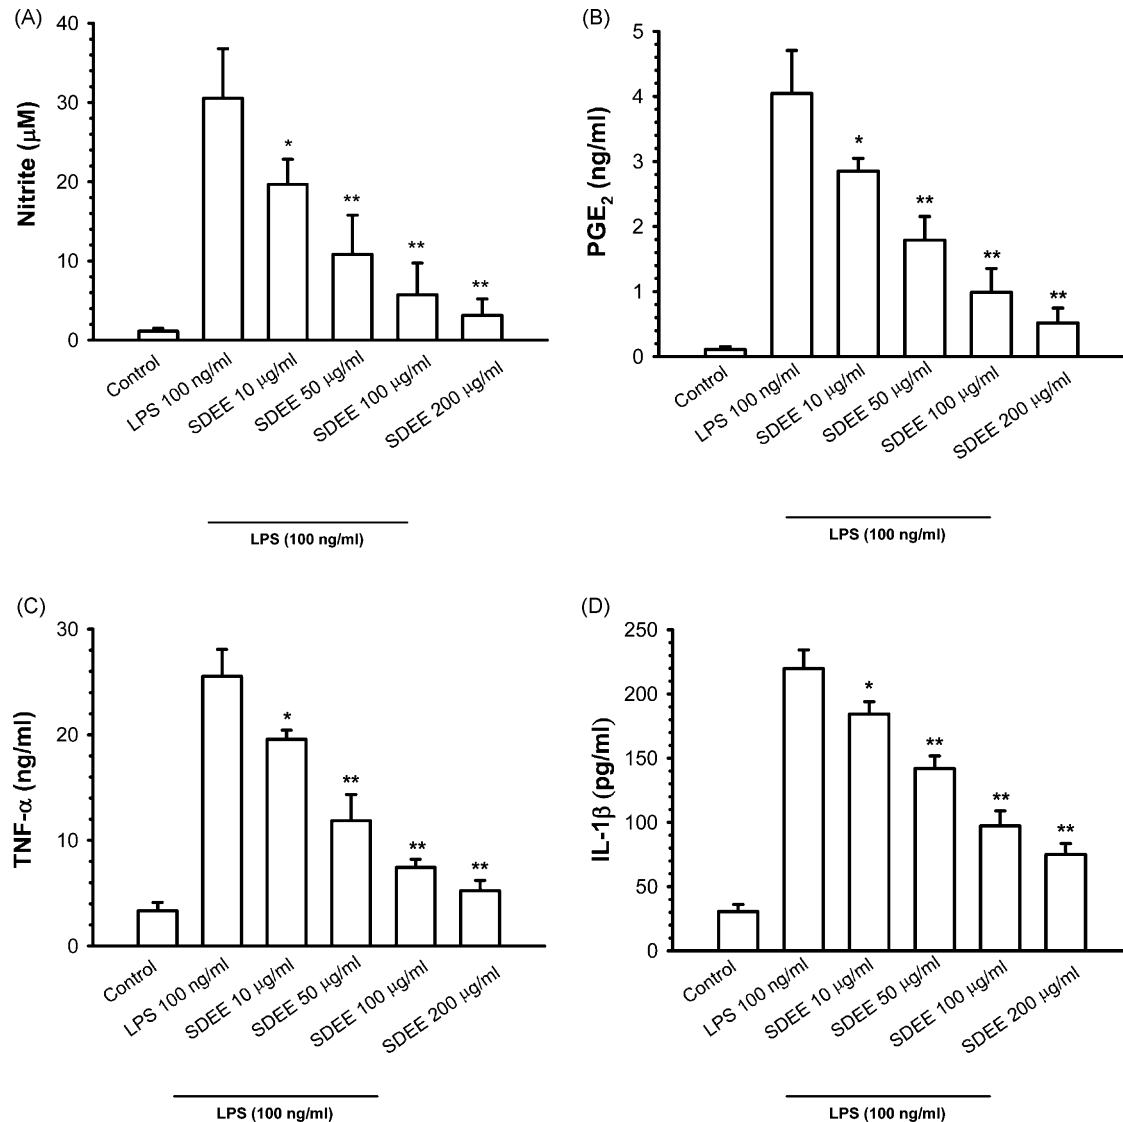 (A)
40
30
20
10
0
Nitrite (μM)
*
**
**
**
Control
LPS 100 ng/ml
SDEE 10 μg/ml
SDEE 50 μg/ml
SDEE 100 μg/ml
SDEE 200 μg/ml
LPS (100 ng/ml)
(B)
5
4
3
2
1
0
PGE2 (ng/ml)
*
**
**
**
Control
LPS 100 ng/ml
SDEE 10 μg/ml
SDEE 50 μg/ml
SDEE 100 μg/ml
SDEE 200 μg/ml
LPS (100 ng/ml)
(C)
30
20
10
0
TNF-α (ng/ml)
*
**
**
**
Control
LPS 100 ng/ml
SDEE 10 μg/ml
SDEE 50 μg/ml
SDEE 100 μg/ml
SDEE 200 μg/ml
LPS (100 ng/ml)
(D)
250
200
150
100
50
0
IL-1β (pg/ml)
*
**
**
**
Control
LPS 100 ng/ml
SDEE 10 μg/ml
SDEE 50 μg/ml
SDEE 100 μg/ml
SDEE 200 μg/ml
LPS (100 ng/ml)